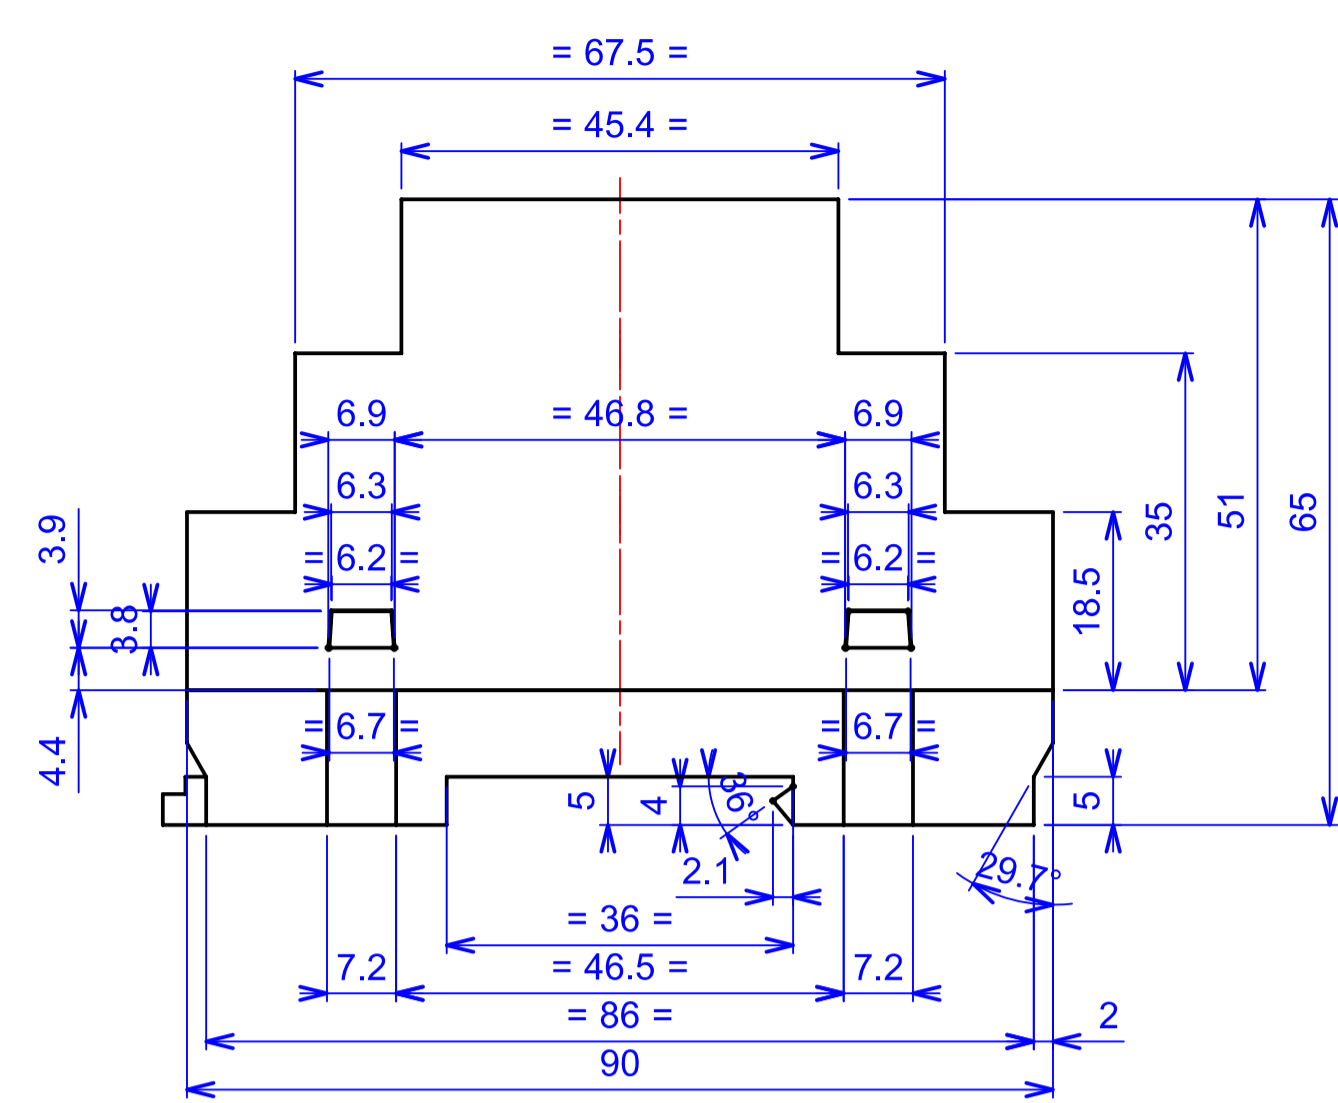 = 67.5 =
= 45.4 =
6.9
= 46.8 =
6.9
6.3
6.3
= 6.2 =
= 6.2 =
3.9
3.8
4.4
= 6.7 =
= 6.7 =
18.5
35
51
65
5
4
38°
5
2.1
29.7°
= 36 =
7.2
= 46.5 =
7.2
= 86 =
2
90